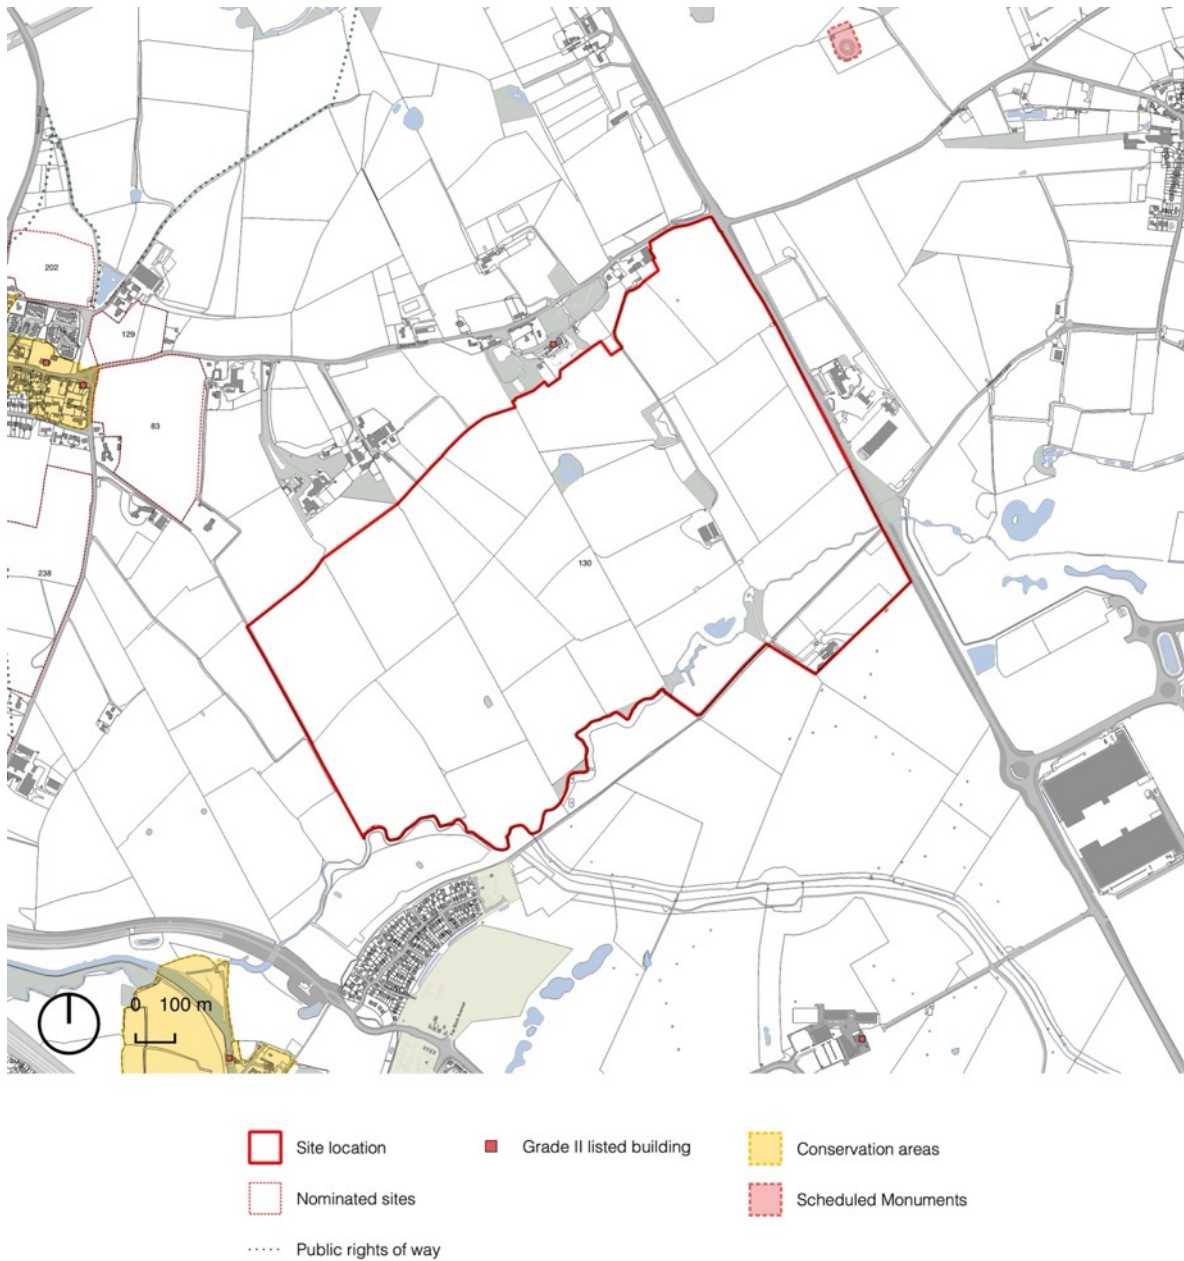 202
129
83
130
238
0 100 m
Site location
Grade II listed building
Conservation areas
Nominated sites
Scheduled Monuments
Public rights of way